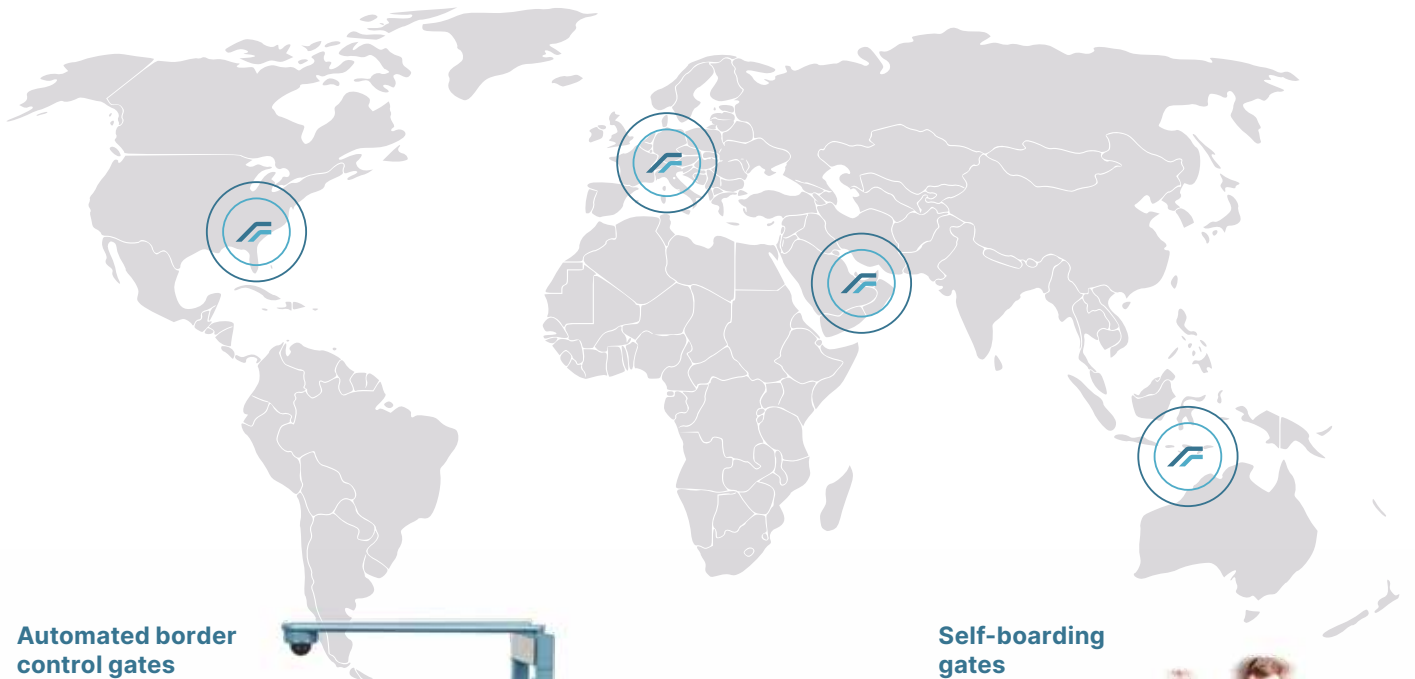 Automated border
control gates
Self-boarding
gates